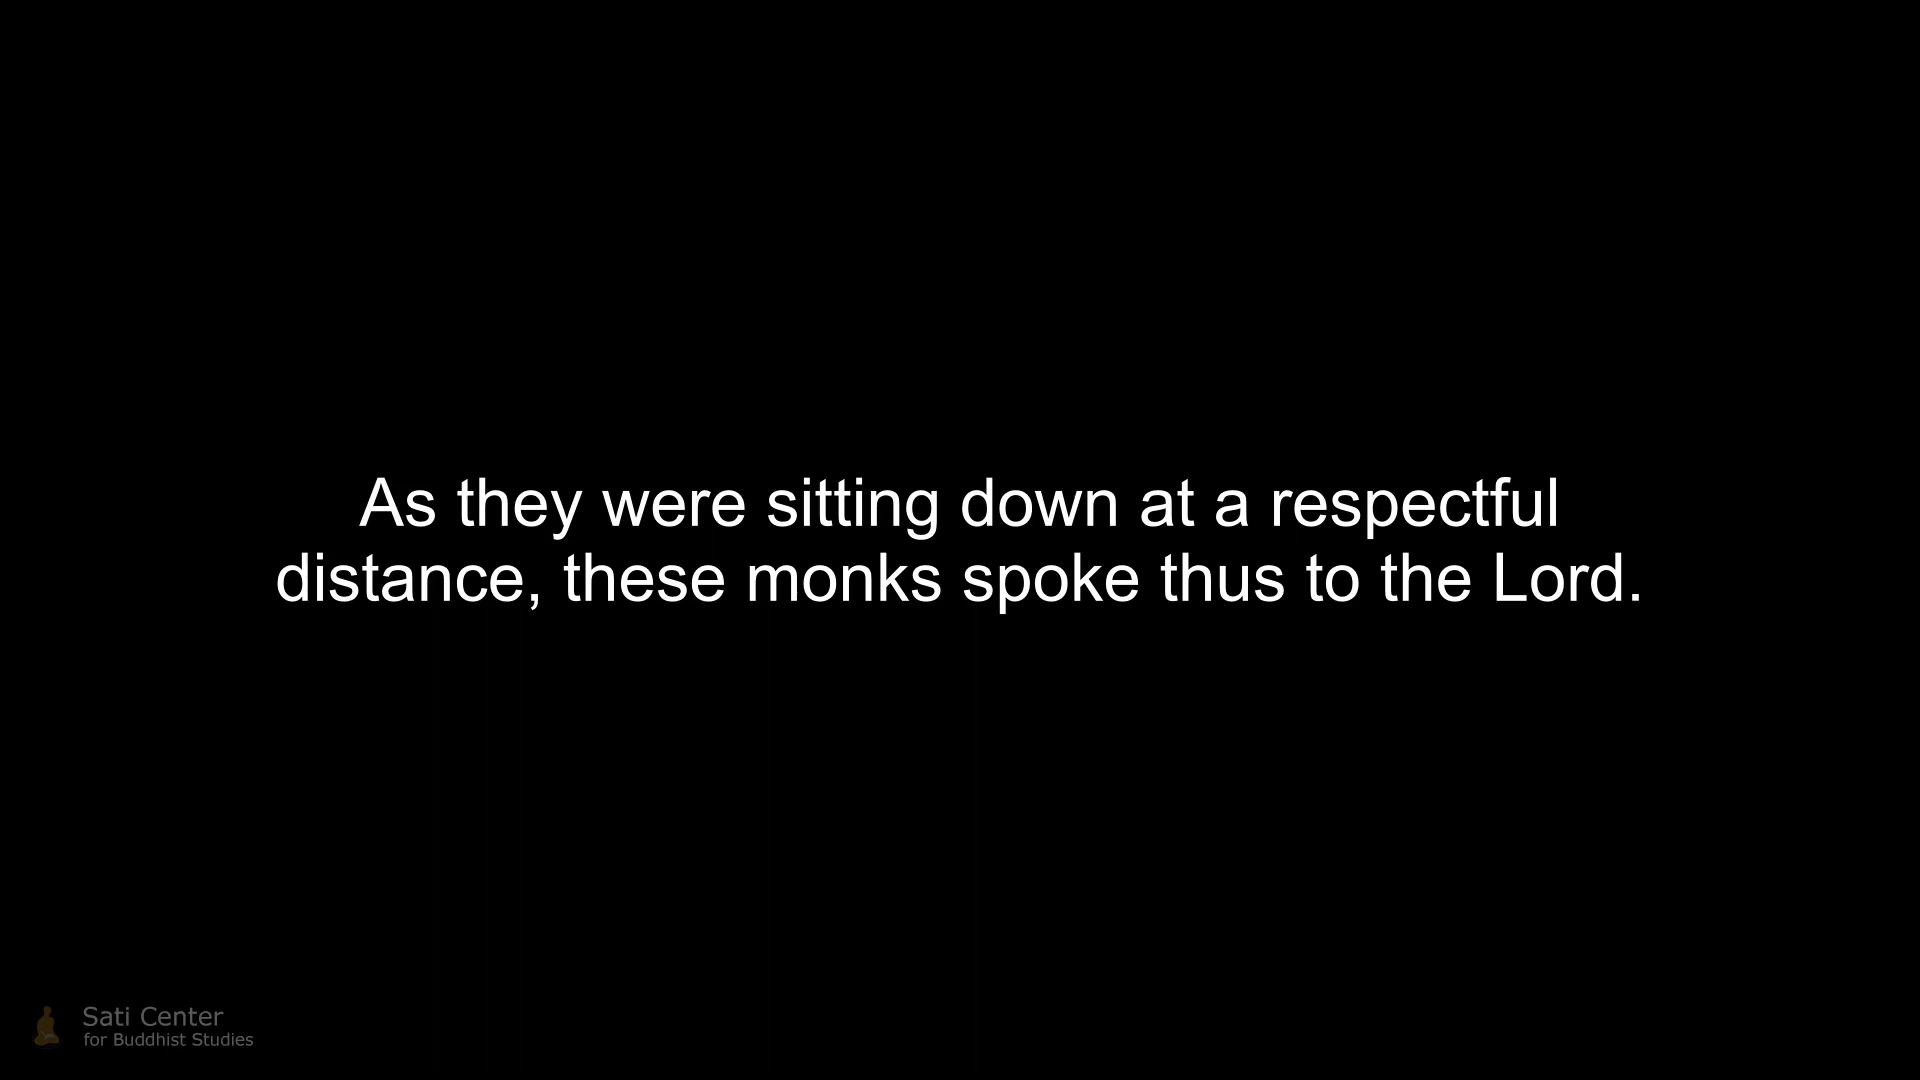 As they were sitting down at a respectful
distance, these monks spoke thus to the Lord.
Sati Center
for Buddhist Studies